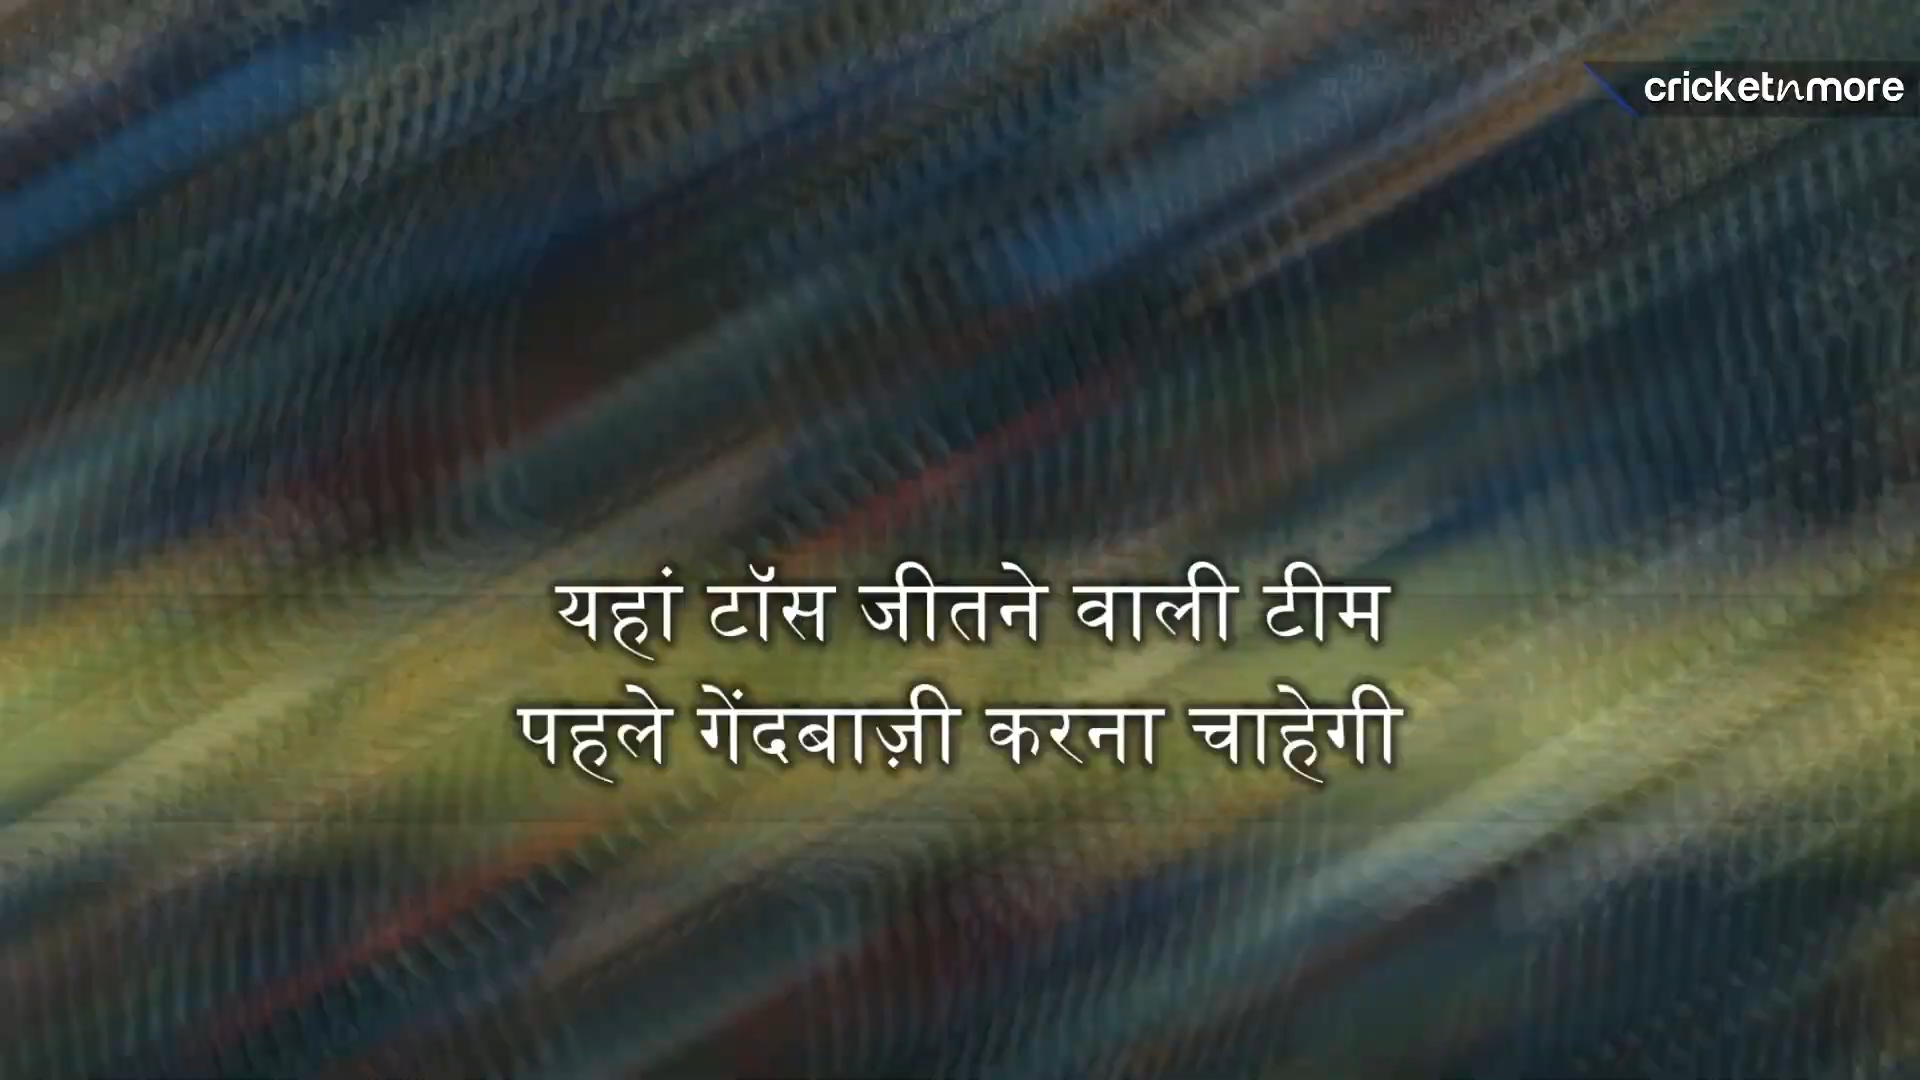 cricketnmore
यहां टॉस जीतने वाली टीम
पहले गेंदबाज़ी करना चाहेगी